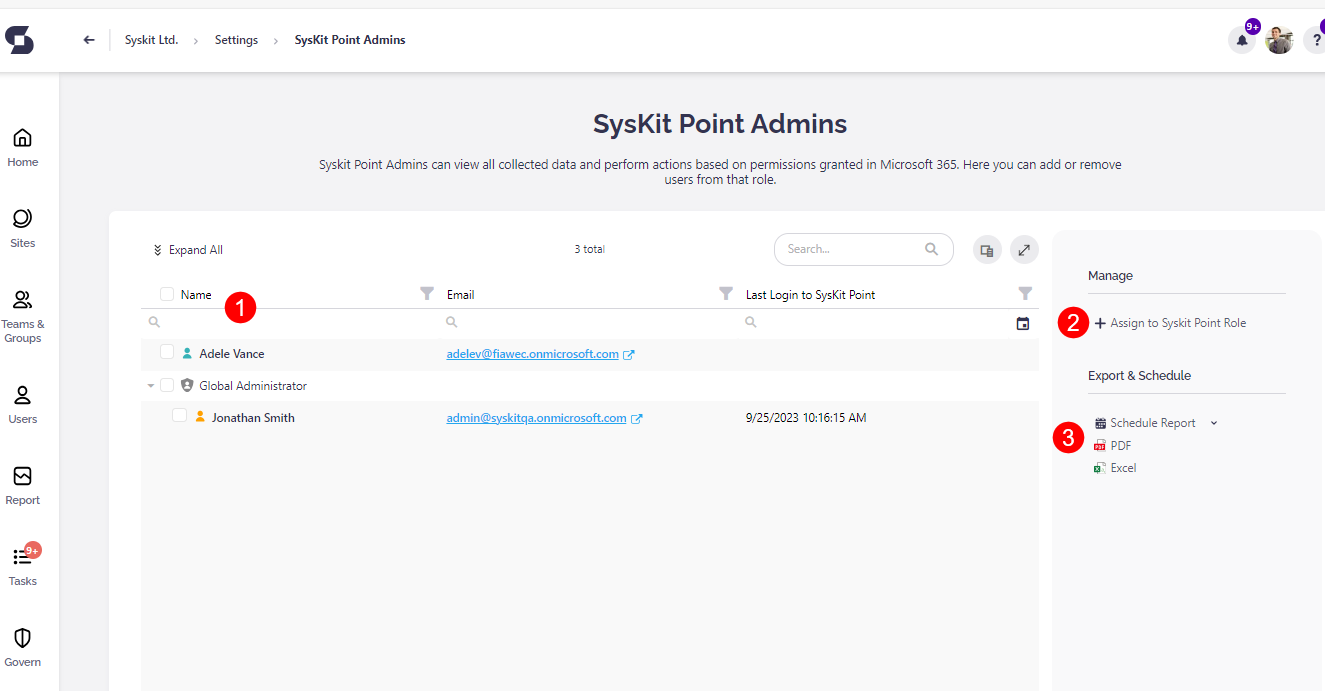 Syskit Ltd. › Settings › SysKit Point Admins
9+
?
SysKit Point Admins
Syskit Point Admins can view all collected data and perform actions based on permissions granted in Microsoft 365. Here you can add or remove
users from that role.
Home
Sites
Teams &
Groups
Users
Report
9+
Tasks
Govern
Expand All
3 total
Search...
Name
Email
Last Login to SysKit Point
1
Adele Vance
adelev@fiawec.onmicrosoft.com
Global Administrator
Jonathan Smith
admin@syskitqa.onmicrosoft.com
9/25/2023 10:16:15 AM
Manage
2
Assign to Syskit Point Role
Export & Schedule
Schedule Report
3
PDF
PDF
Excel